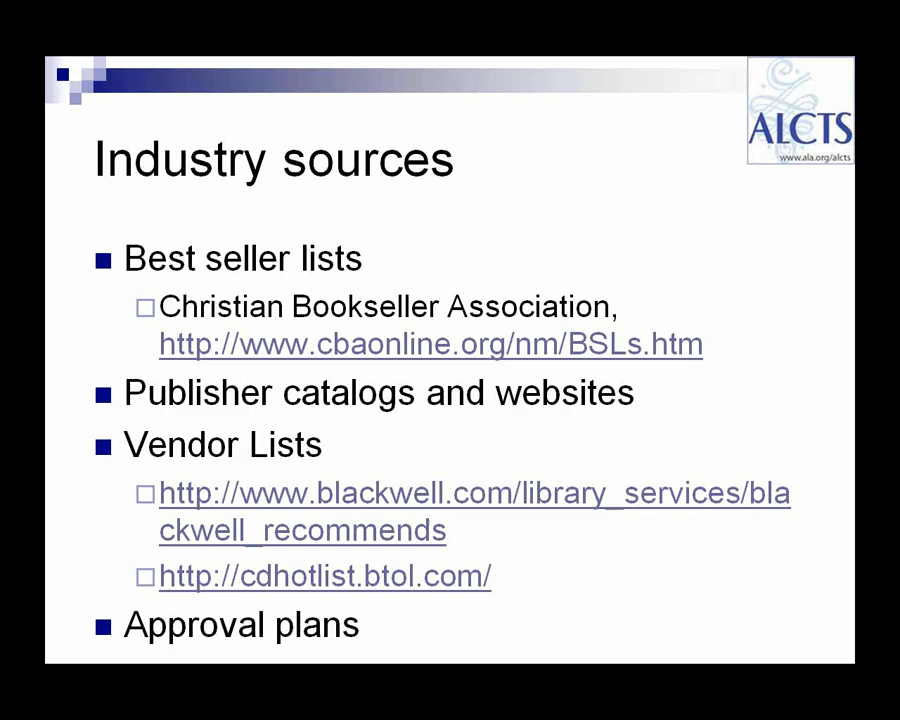 ALCTS
www.ala.org/alcts
Industry sources
Best seller lists
Christian Bookseller Association,
http://www.cbaonline.org/nm/BSLs.htm
Publisher catalogs and websites
Vendor Lists
http://www.blackwell.com/library_services/bla
ckwell_recommends
http://cdhotlist.btol.com/
Approval plans